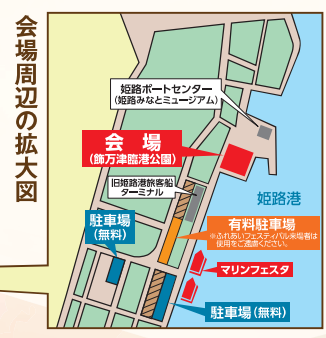 会場周辺の拡大図
姫路ポートセンター
(姫路みなとミュージアム)
会場
(飾万津臨港公園)
旧姫路港旅客船
ターミナル
姫路港
駐車場
(無料)
有料駐車場
※ふれあいフェスティバル来場者は
使用をご遠慮ください。
マリンフェスタ
駐車場(無料)